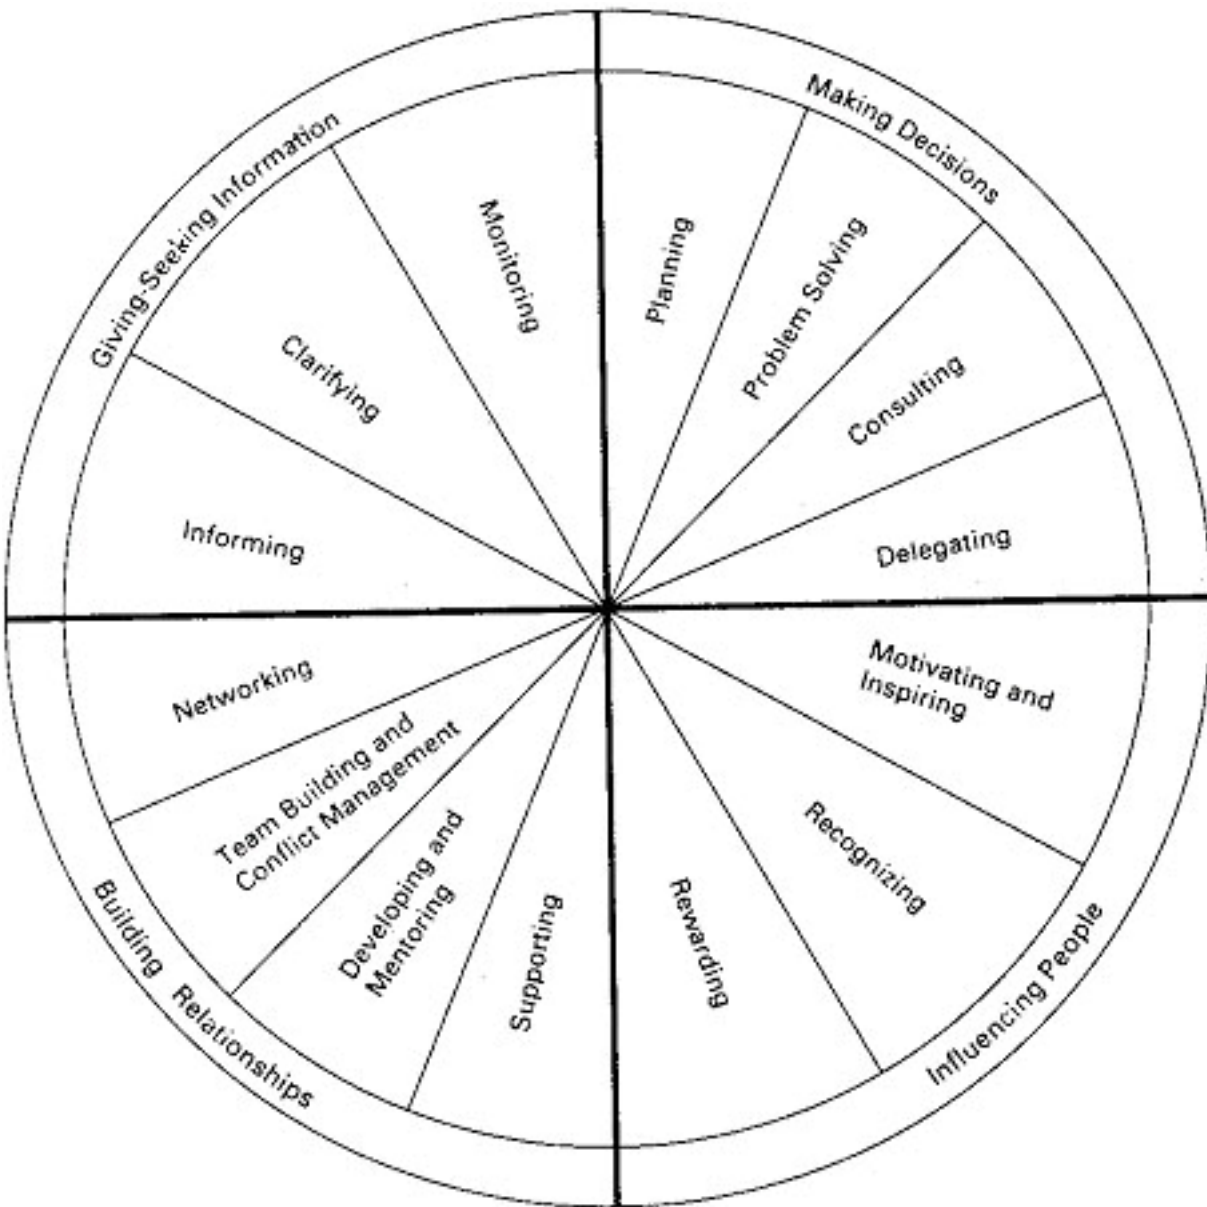 Making Decisions
Planning
Problem Solving
Consulting
Delegating
Influencing People
Motivating and
Inspiring
Recognizing
Rewarding
Building Relationships
Supporting
Developing and
Mentoring
Team Building and
Conflict Management
Networking
Giving-Seeking Information
Informing
Clarifying
Monitoring